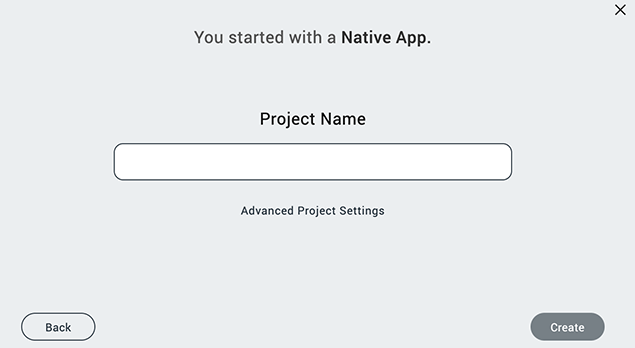 You started with a Native App.
Project Name
Advanced Project Settings
Back
Create